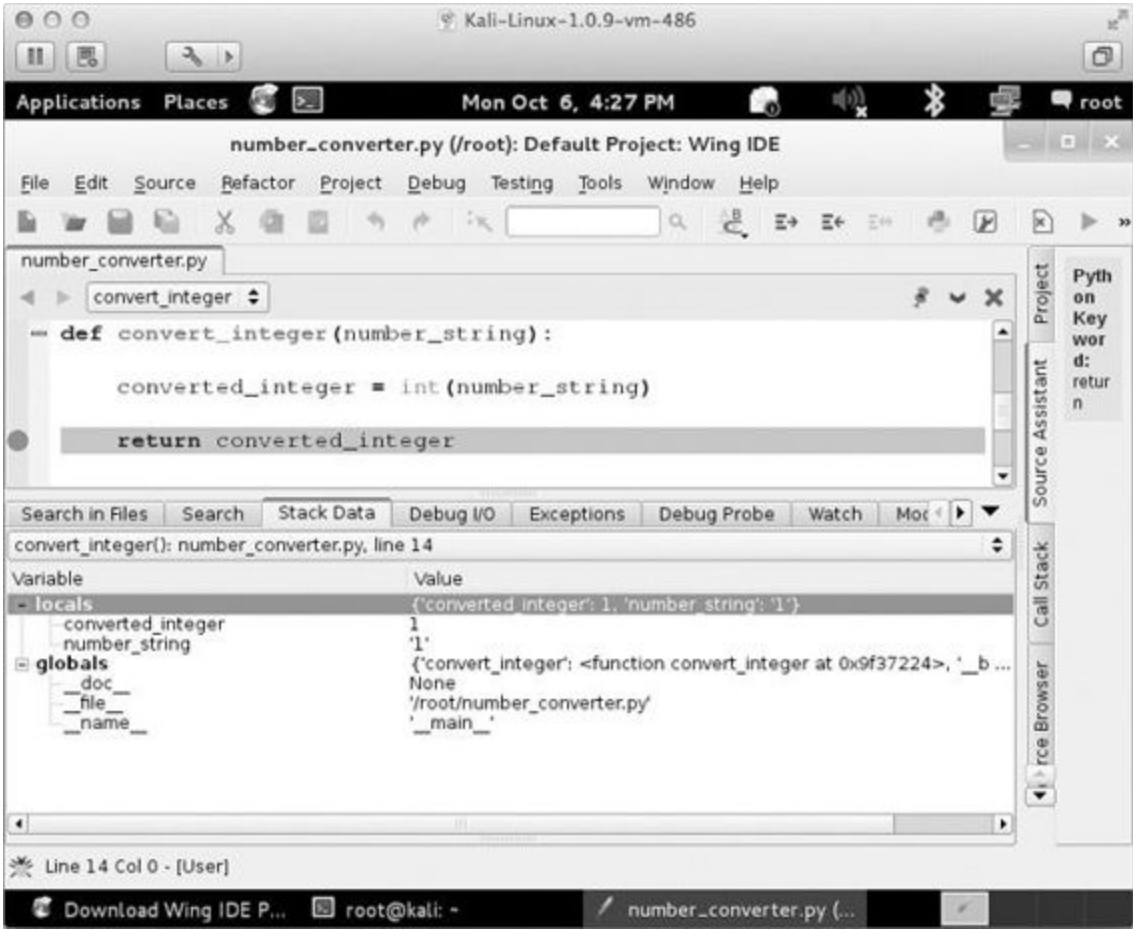 Kali-Linux-1.0.9-vm-486
Applications Places Mon Oct 6, 4:27 PM root
number_converter.py (/root): Default Project: Wing IDE
File Edit Source Refactor Project Debug Testing Tools Window Help
number_converter.py
convert_integer
def convert_integer(number_string):
converted_integer = int(number_string)
return converted_integer
Project
Source Assistant
Call Stack
rce Browser
Pyth
on
Key
wor
d:
retur
n
Search in Files Search Stack Data Debug I/O Exceptions Debug Probe Watch Moc
convert_integer(): number_converter.py, line 14
Variable Value
locals {'converted_integer': 1, 'number_string': '1'}
converted_integer 1
number_string '1'
globals {'convert_integer': <function convert_integer at 0x9f37224>, '__b ...
__doc__ None
__file__ '/root/number_converter.py'
__name__ '__main__'
Line 14 Col 0 - [User]
Download Wing IDE P... root@kali: ~ number_converter.py (...